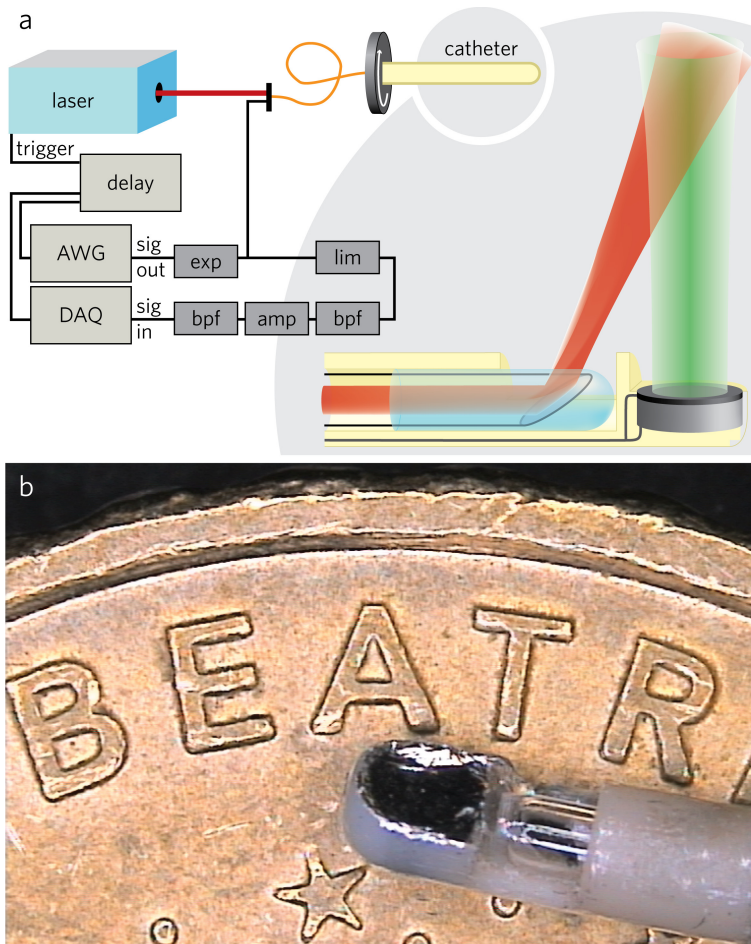 a
catheter
laser
trigger
delay
AWG
sig
out
exp
lim
DAQ
sig
in
bpf
amp
bpf
b
BEATR